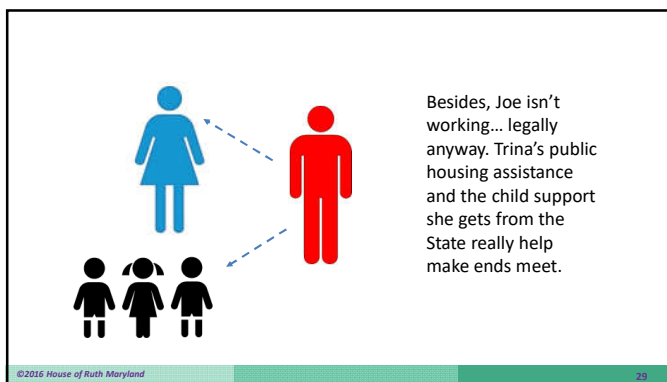 Besides, Joe isn’t
working… legally
anyway. Trina’s public
housing assistance
and the child support
she gets from the
State really help
make ends meet.
©2016 House of Ruth Maryland
29